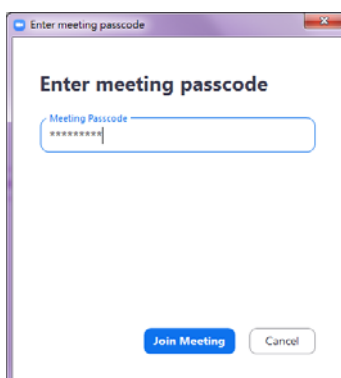 Enter meeting passcode
Enter meeting passcode
Meeting Passcode
*********
Join Meeting
Cancel